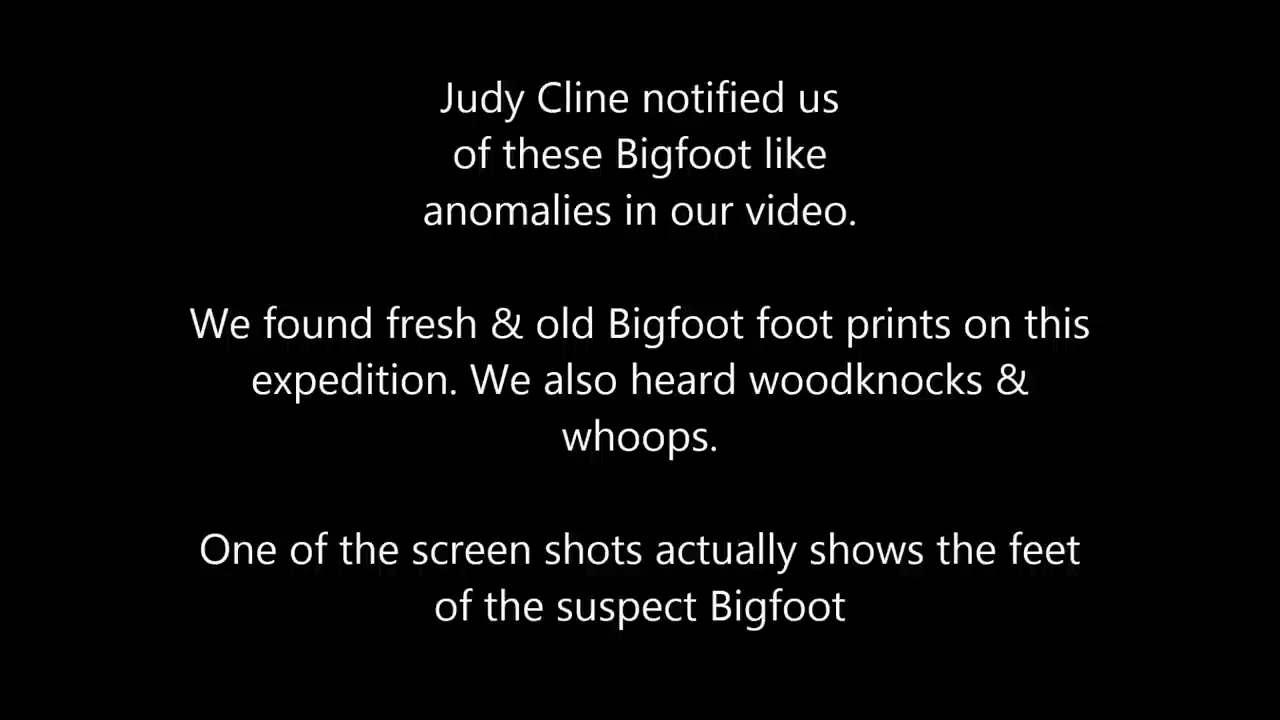 Judy Cline notified us
of these Bigfoot like
anomalies in our video.
We found fresh & old Bigfoot foot prints on this
expedition. We also heard woodknocks &
whoops.
One of the screen shots actually shows the feet
of the suspect Bigfoot